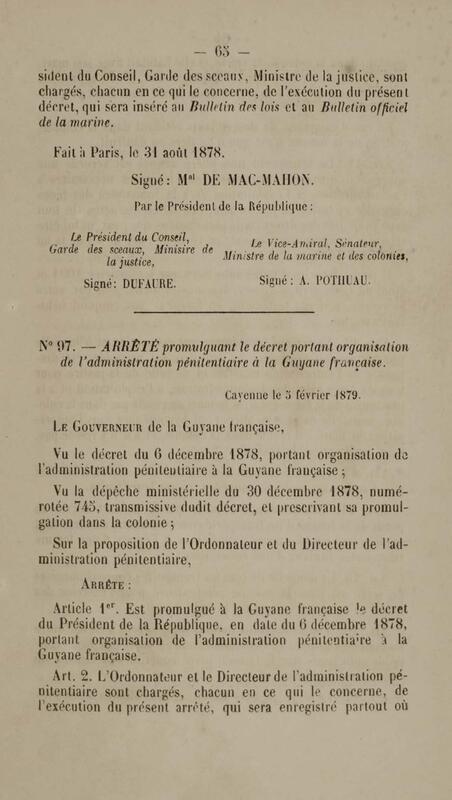 — 65 —
sident du Conseil, Garde des sceaux, Ministre de la justice, sont
chargés, chacun en ce qui le concerne, de l'exécution du présent
décret, qui sera inséré au Bulletin des lois et au Bulletin officiel
de la marine.
Fait à Paris, le 31 août 1878.
Signé: Mal DE MAC-MAHON.
Par le Président de la République :
Le Président du Conseil,
Garde des sceaux, Minisire de
la justice,
Signé: DUFAURE.
Le Vice-Amiral, Sénateur,
Ministre de la marine et des colonies,
Signé : A. POTHUAU.
N° 97. — ARRÊTÉ promulguant le décret portant organisation
de l'administration pénitentiaire à la Guyane française.
Cayenne le 5 février 1879.
LE GOUVERNEUR de la Guyane française,
Vu le décret du 6 décembre 1878, portant organisation de
l'administration pénitentiaire à la Guyane française ;
Vu la dépêche ministérielle du 30 décembre 1878, numé-
rotée 745, transmissive dudit décret, et prescrivant sa promul-
gation dans la colonie ;
Sur la proposition de l'Ordonnateur et du Directeur de l'ad-
ministration pénitentiaire,
ARRÊTE :
Article 1er. Est promulgué à la Guyane française le décret
du Président de la République, en date du 6 décembre 1878,
portant organisation de l'administration pénitentiaire à la
Guyane française.
Art. 2. L'Ordonnateur et le Directeur de l'administration pé-
nitentiaire sont chargés, chacun en ce qui le concerne, de
l'exécution du présent arrêté, qui sera enregistré partout où